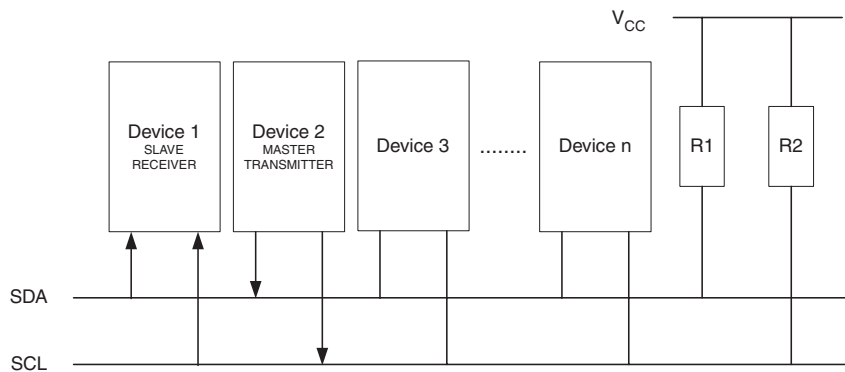 VCC
Device 1
SLAVE
RECEIVER
Device 2
MASTER
TRANSMITTER
Device 3
........
Device n
R1
R2
SDA
SCL